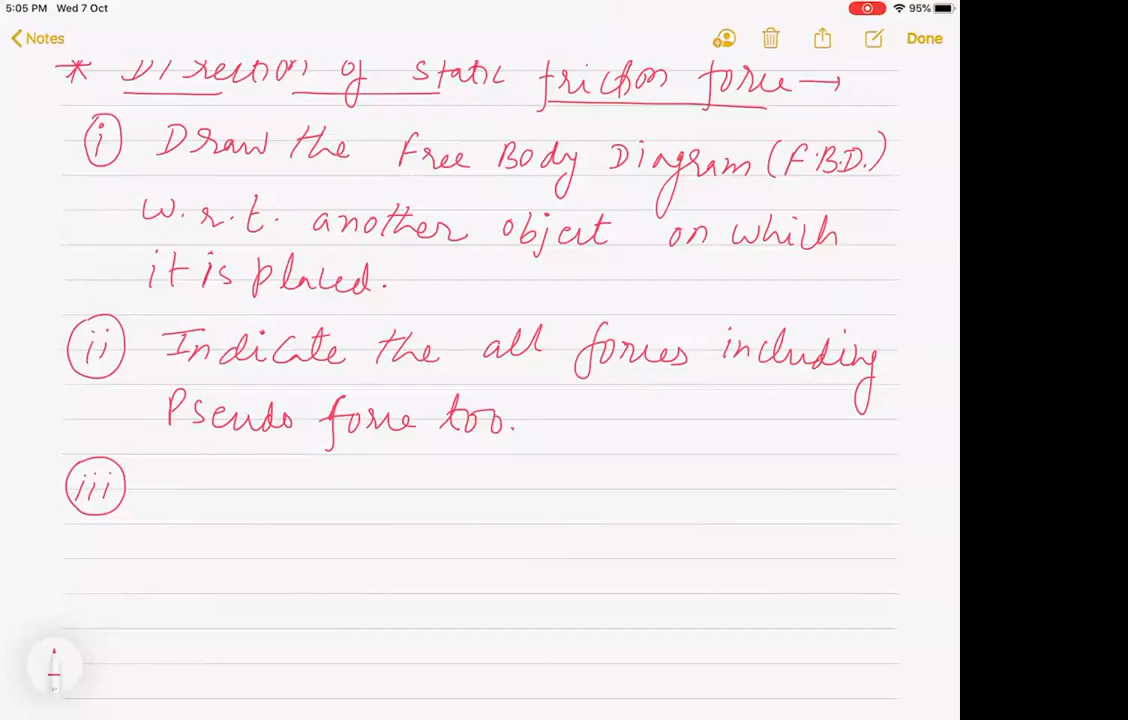 5:05 PM Wed 7 Oct
95%
Notes
Done
* Direction of static friction force →
(i) Draw the Free Body Diagram (F.B.D.)
w.r.t. another object on which
it is placed.
(ii) Indicate the all forces including
Pseudo force too.
(iii)